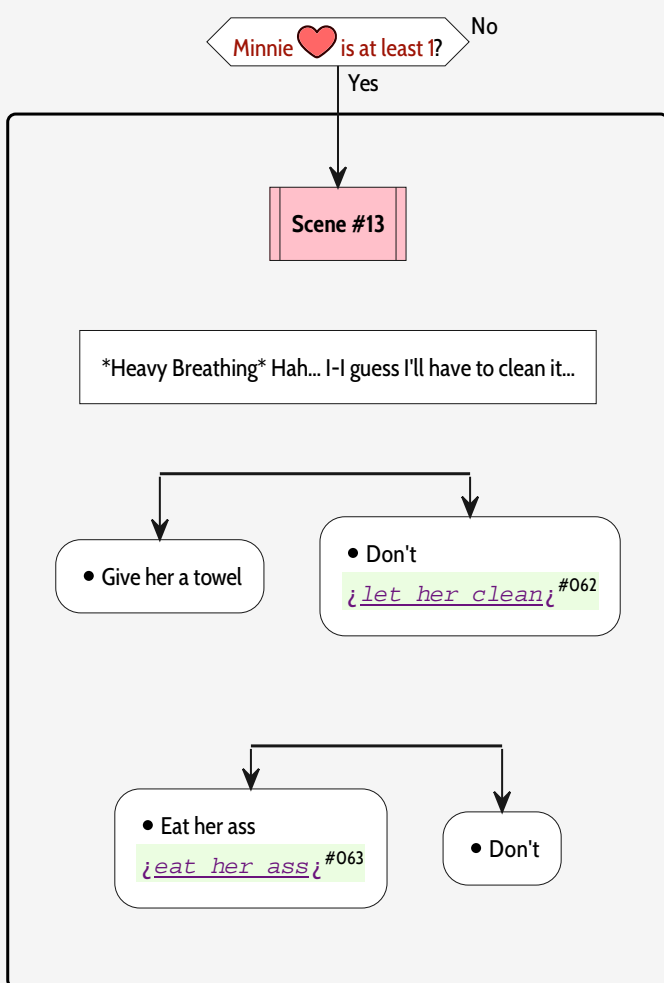 No
Minnie is at least 1?
Yes
Scene #13
*Heavy Breathing* Hah... I-I guess I'll have to clean it...
• Give her a towel
• Don't
¿let her clean¿#062
• Eat her ass
¿eat her ass¿#063
• Don't